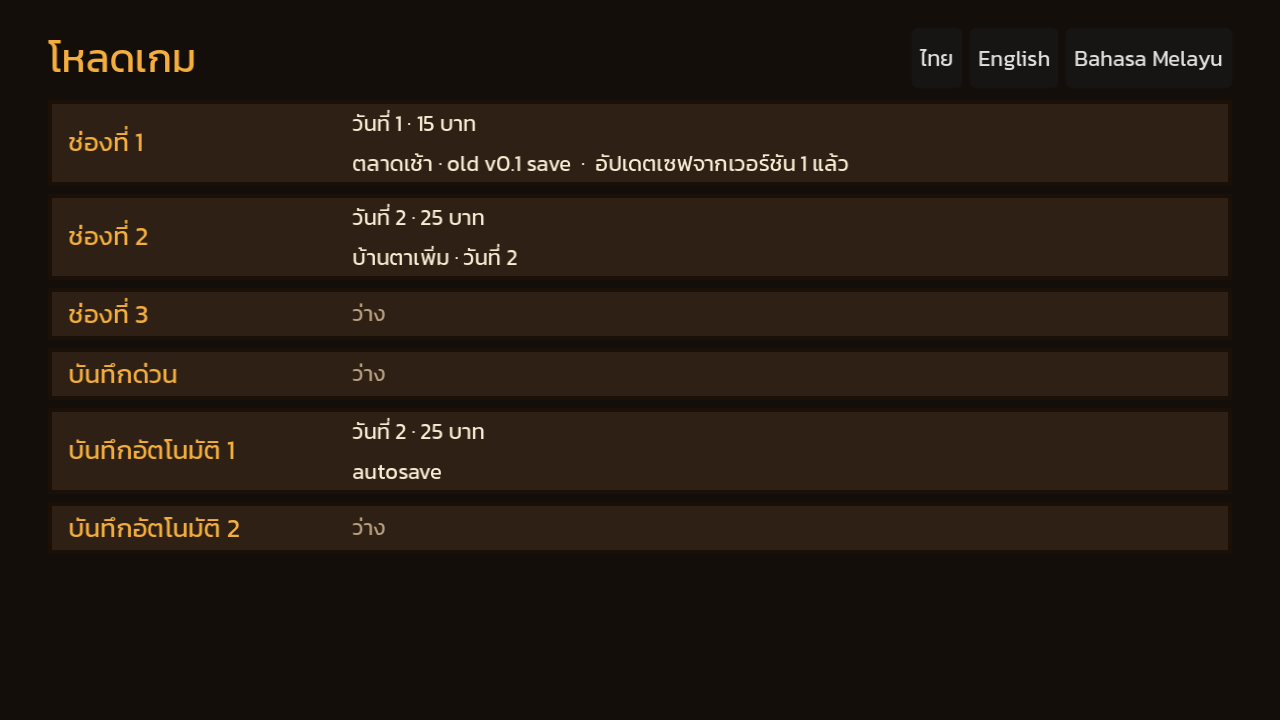 โหลดเกม
ไทย English Bahasa Melayu
ช่องที่ 1
วันที่ 1 · 15 บาท
ตลาดเช้า · old v0.1 save · อัปเดตเซฟจากเวอร์ชัน 1 แล้ว
ช่องที่ 2
วันที่ 2 · 25 บาท
บ้านตาเพิ่ม · วันที่ 2
ช่องที่ 3
ว่าง
บันทึกด่วน
ว่าง
บันทึกอัตโนมัติ 1
วันที่ 2 · 25 บาท
autosave
บันทึกอัตโนมัติ 2
ว่าง